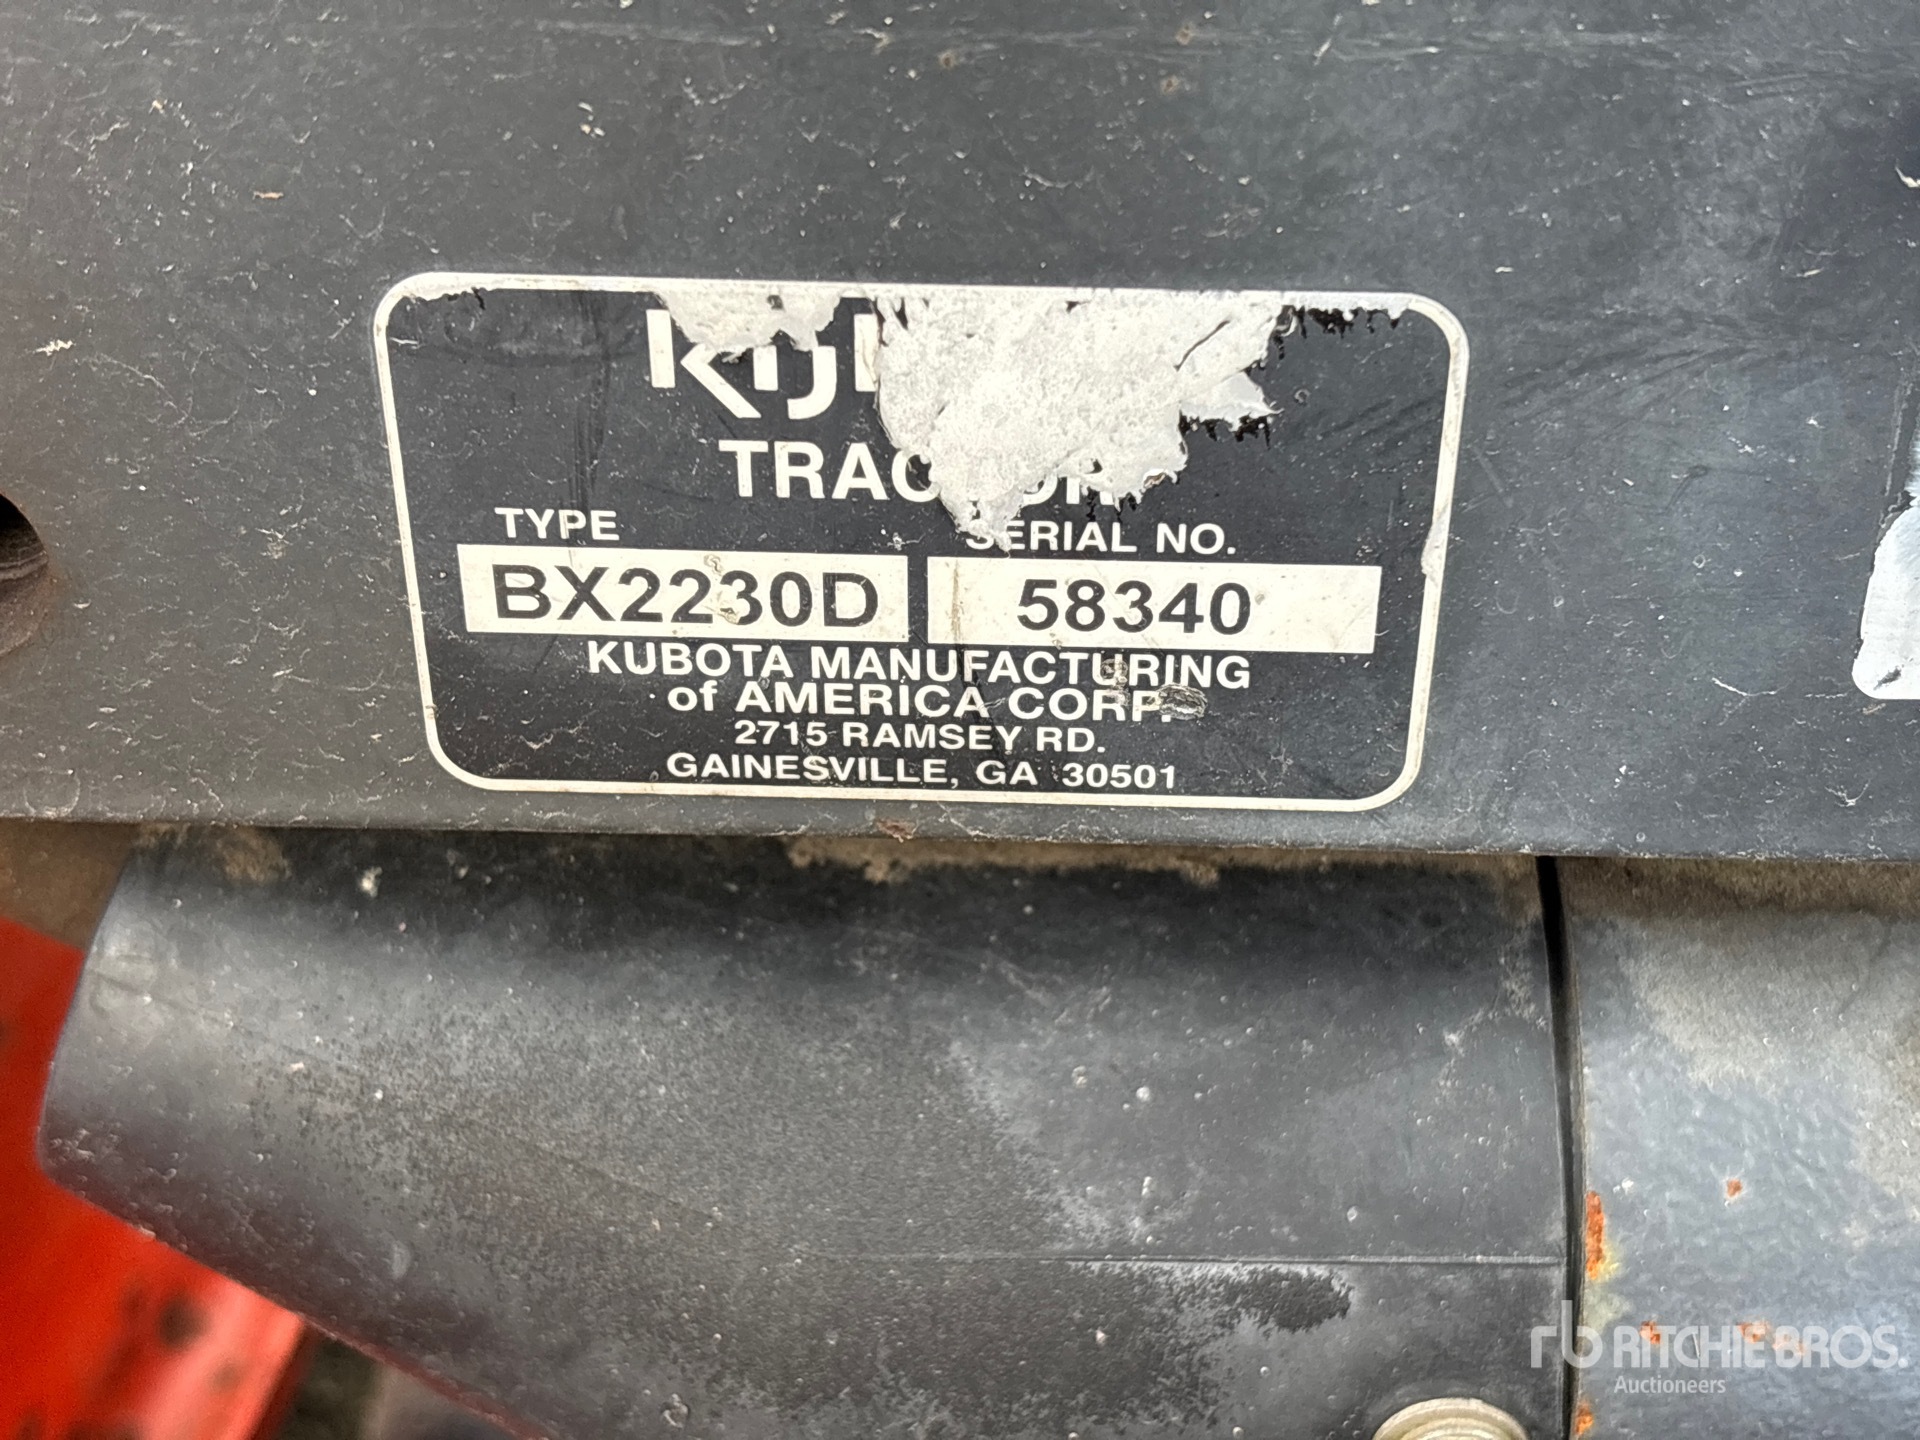 TYPE
SERIAL NO.
BX2230D
58340
KUBOTA MANUFACTURING
of AMERICA CORP.
2715 RAMSEY RD.
GAINESVILLE, GA 30501
rb RITCHIE BROS.
Auctioneers